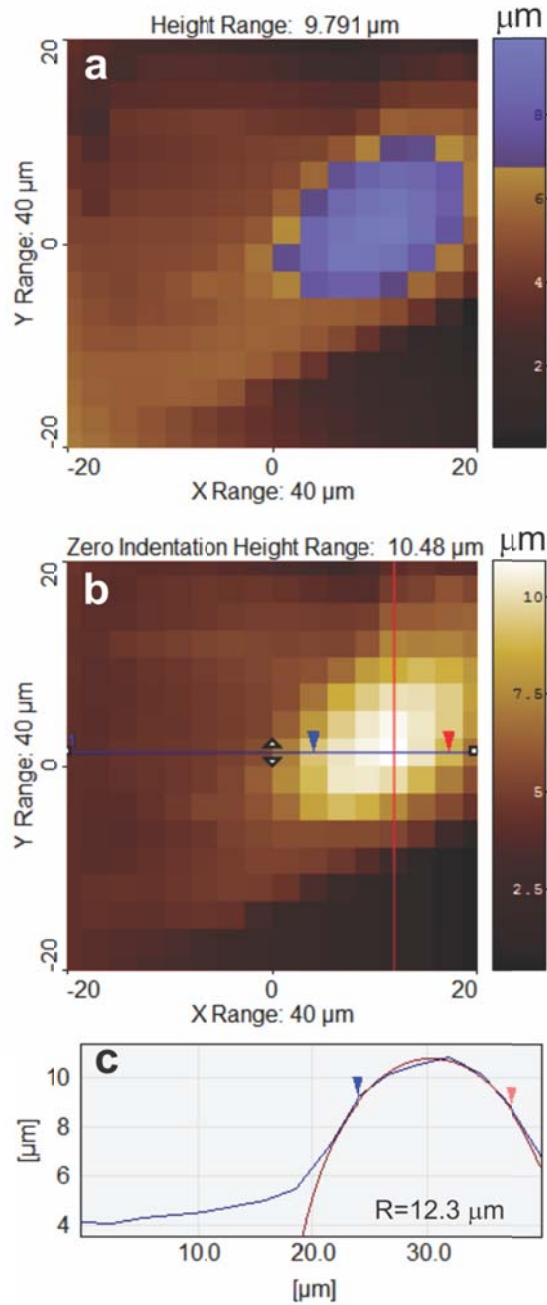 Height Range: 9.791 µm
µm
a
20
0
-20
Y Range: 40 µm
8
6
4
2
-20
0
20
X Range: 40 µm
Zero Indentation Height Range: 10.48 µm
µm
b
20
0
-20
Y Range: 40 µm
10
7.5
5
2.5
-20
0
20
X Range: 40 µm
c
10
8
6
4
[µm]
R=12.3 µm
10.0
20.0
30.0
[µm]